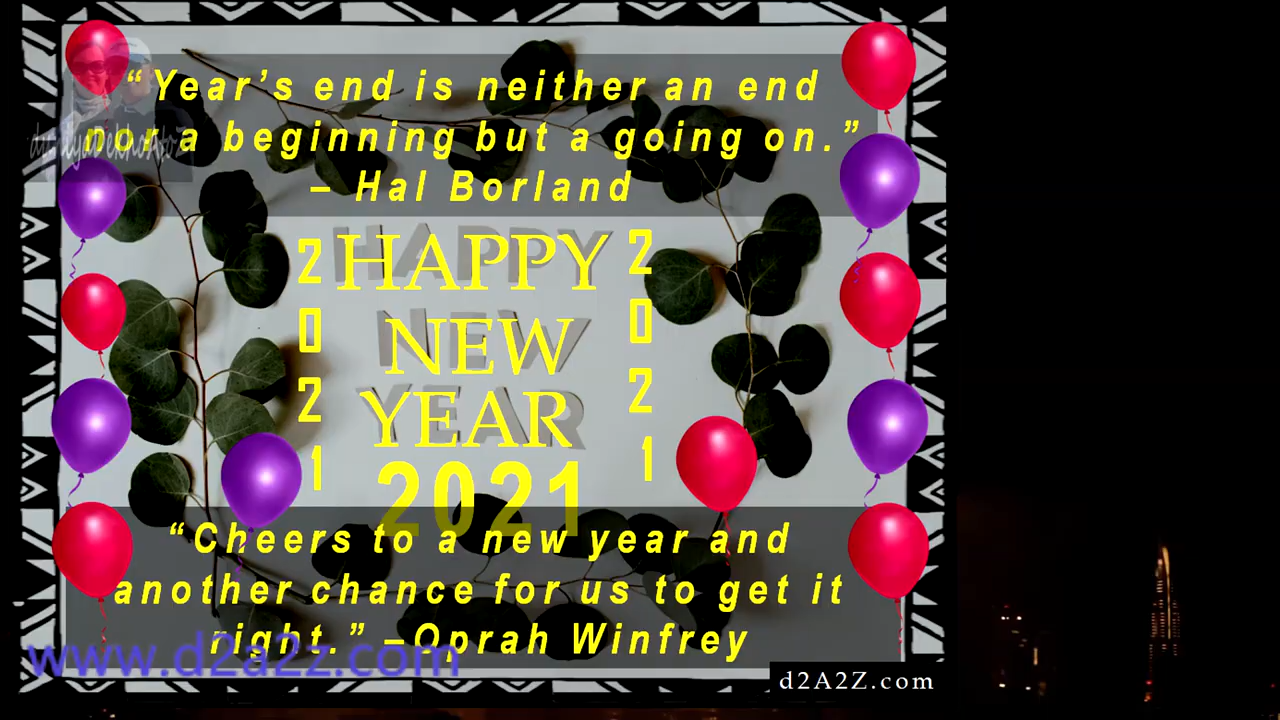 “Year’s end is neither an end
nor a beginning but a going on.”
– Hal Borland
HAPPY
NEW
YEAR
2021
2021
2021
“Cheers to a new year and
another chance for us to get it
right.” –Oprah Winfrey
www.d2a2z.com
d2A2Z.com